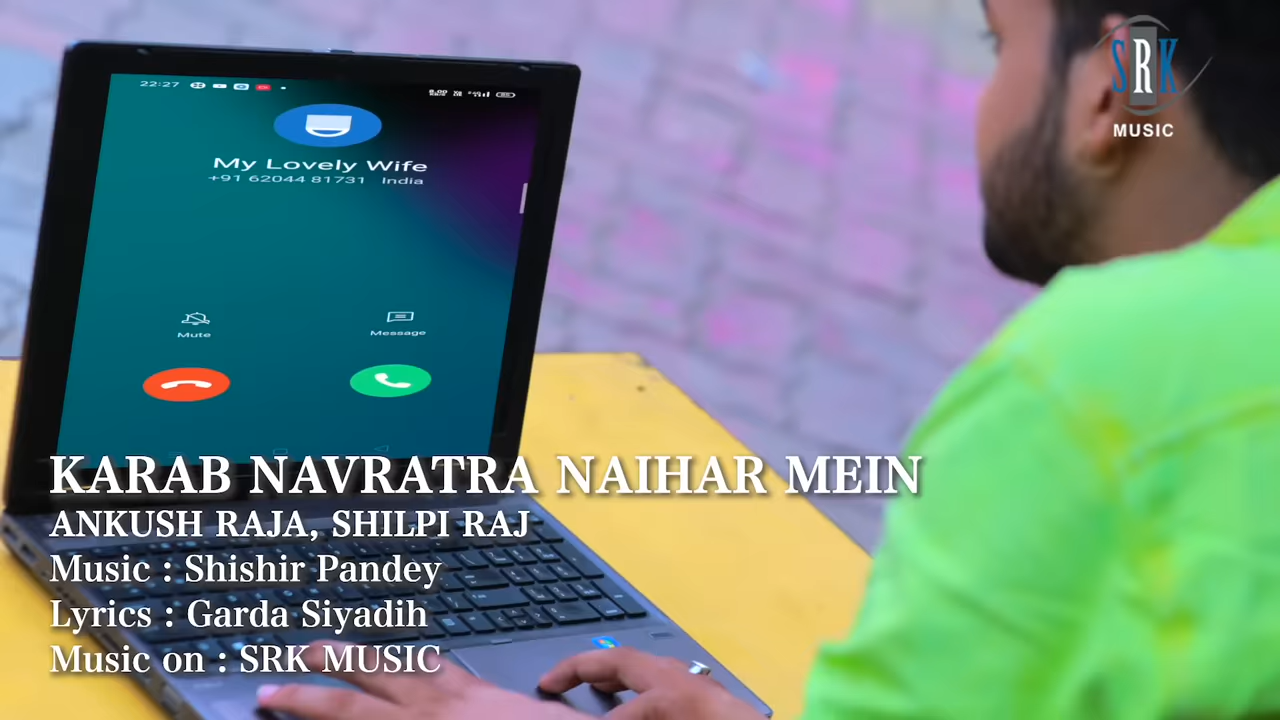 SRK
MUSIC
22:27
My Lovely Wife
+91 62044 81731 India
Mute
Message
KARAB NAVRATRA NAIHAR MEIN
ANKUSH RAJA, SHILPI RAJ
Music : Shishir Pandey
Lyrics : Garda Siyadih
Music on : SRK MUSIC